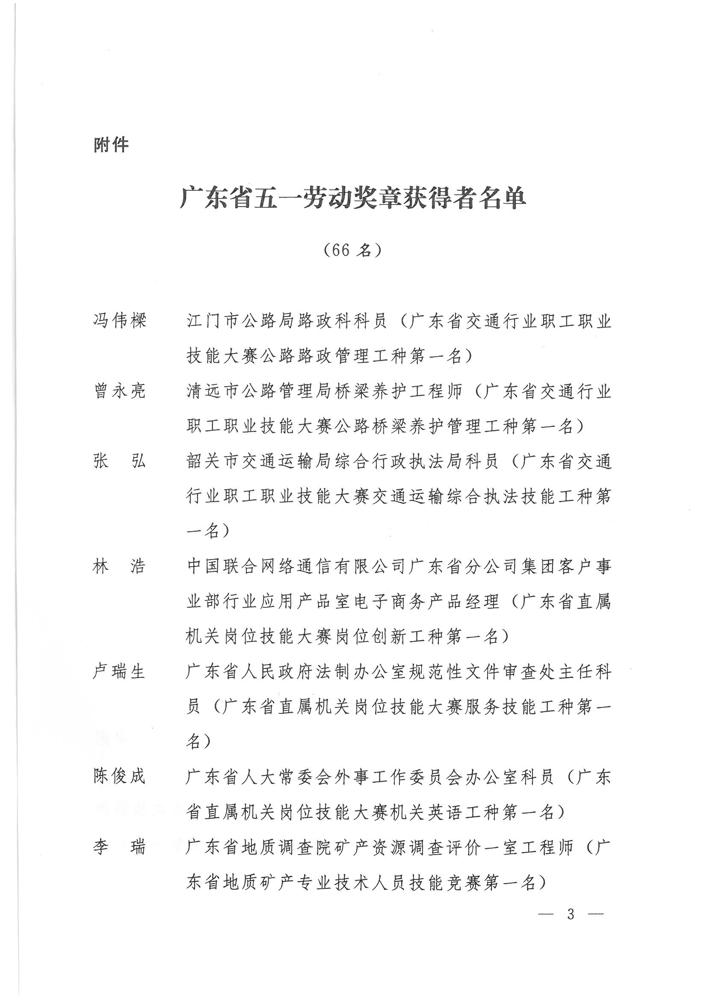 附件
广东省五一劳动奖章获得者名单
（66 名）
冯伟樑 江门市公路局路政科科员（广东省交通行业职工职业
技能大赛公路路政管理工种第一名）
曾永亮 清远市公路管理局桥梁养护工程师（广东省交通行业
职工职业技能大赛公路桥梁养护管理工种第一名）
张 弘 韶关市交通运输局综合行政执法局科员（广东省交通
行业职工职业技能大赛交通运输综合执法技能工种第
一名）
林 浩 中国联合网络通信有限公司广东省分公司集团客户事
业部行业应用产品室电子商务产品经理（广东省直属
机关岗位技能大赛岗位创新工种第一名）
卢瑞生 广东省人民政府法制办公室规范性文件审查处主任科
员（广东省直属机关岗位技能大赛服务技能工种第一
名）
陈俊成 广东省人大常委会外事工作委员会办公室科员（广东
省直属机关岗位技能大赛机关英语工种第一名）
李 瑞 广东省地质调查院矿产资源调查评价一室工程师（广
东省地质矿产专业技术人员技能竞赛第一名）
— 3 —